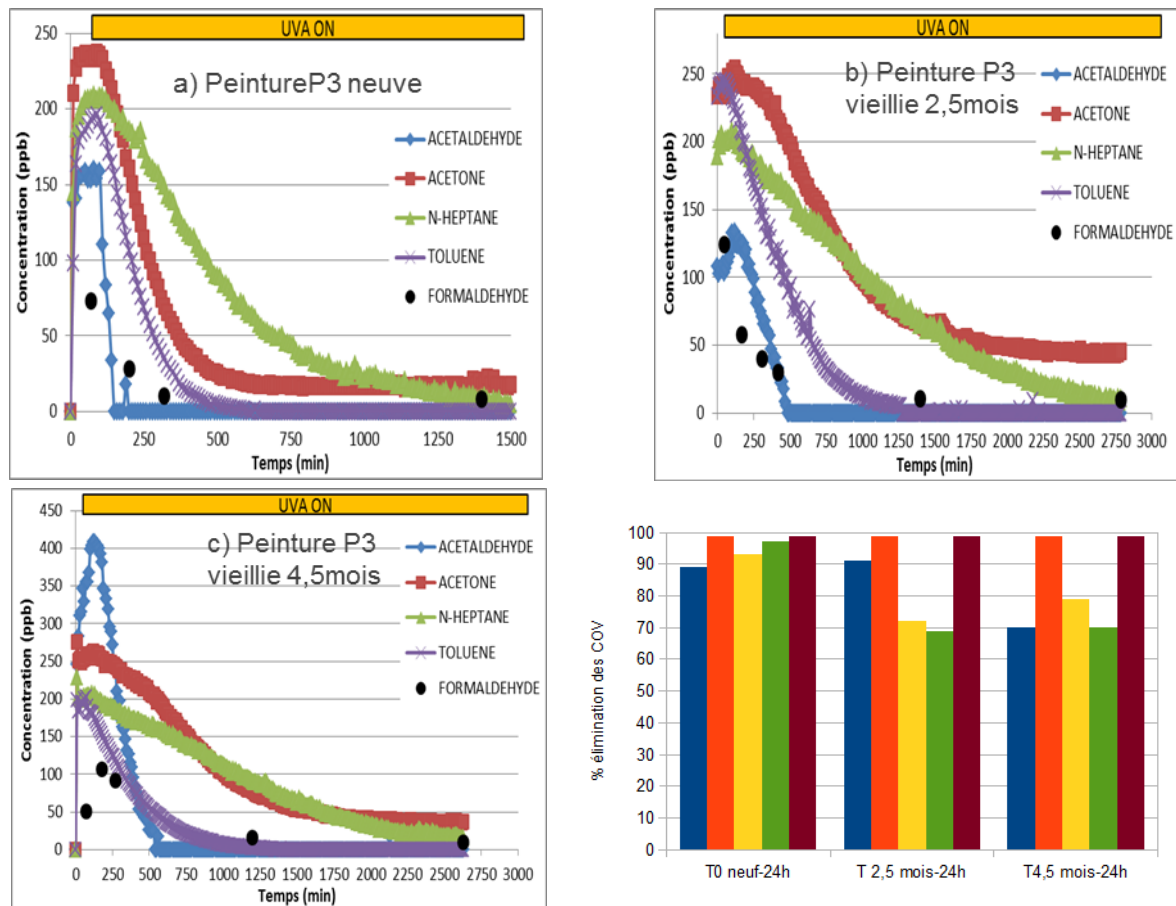 UVA ON
a) PeintureP3 neuve
Concentration (ppb)
250
200
150
100
50
0
ACETALDEHYDE
ACETONE
N-HEPTANE
TOLUENE
FORMALDEHYDE
0 250 500 750 1000 1250 1500
Temps (min)
UVA ON
b) Peinture P3
vieillie 2,5mois
Concentration (ppb)
250
200
150
100
50
0
ACETALDEHYDE
ACETONE
N-HEPTANE
TOLUENE
FORMALDEHYDE
0 250 500 750 1000 1250 1500 1750 2000 2250 2500 2750 3000
Temps (min)
UVA ON
c) Peinture P3
vieillie 4,5mois
Concentration (ppb)
450
400
350
300
250
200
150
100
50
0
ACETALDEHYDE
ACETONE
N-HEPTANE
TOLUENE
FORMALDEHYDE
0 250 500 750 1000 1250 1500 1750 2000 2250 2500 2750 3000
Temps (min)
% élimination des COV
100
90
80
70
60
50
40
30
20
10
0
T0 neuf-24h T 2,5 mois-24h T4,5 mois-24h